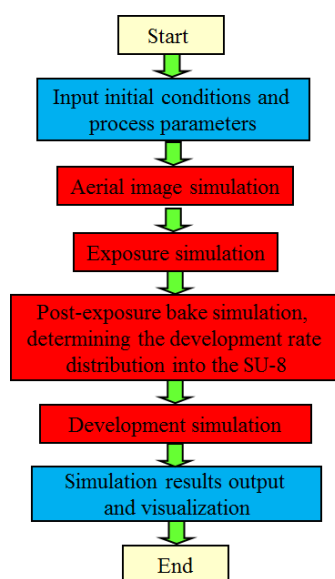 Start
Input initial conditions and
process parameters
Aerial image simulation
Exposure simulation
Post-exposure bake simulation,
determining the development rate
distribution into the SU-8
Development simulation
Simulation results output
and visualization
End